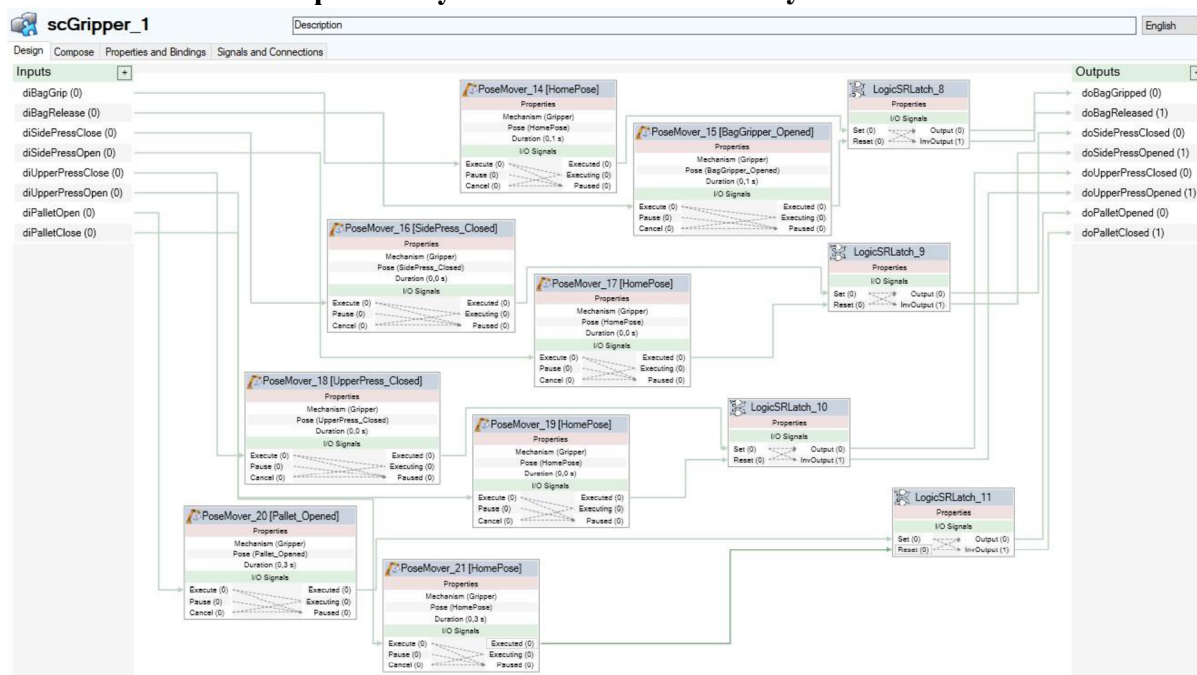 scGripper_1
Description
English
Design Compose Properties and Bindings Signals and Connections
Inputs +
diBagGrip (0)
diBagRelease (0)
diSidePressClose (0)
diSidePressOpen (0)
diUpperPressClose (0)
diUpperPressOpen (0)
diPalletOpen (0)
diPalletClose (0)
PoseMover_14 [HomePose]
Properties
Mechanism (Gripper)
Pose (HomePose)
Duration (0,1 s)
I/O Signals
Execute (0) Executed (0)
Pause (0) Executing (0)
Cancel (0) Paused (0)
PoseMover_15 [BagGripper_Opened]
Properties
Mechanism (Gripper)
Pose (BagGripper_Opened)
Duration (0,1 s)
I/O Signals
Execute (0) Executed (0)
Pause (0) Executing (0)
Cancel (0) Paused (0)
LogicSRLatch_8
Properties
I/O Signals
Set (0) Output (0)
Reset (0) InvOutput (1)
PoseMover_16 [SidePress_Closed]
Properties
Mechanism (Gripper)
Pose (SidePress_Closed)
Duration (0,0 s)
I/O Signals
Execute (0) Executed (0)
Pause (0) Executing (0)
Cancel (0) Paused (0)
PoseMover_17 [HomePose]
Properties
Mechanism (Gripper)
Pose (HomePose)
Duration (0,0 s)
I/O Signals
Execute (0) Executed (0)
Pause (0) Executing (0)
Cancel (0) Paused (0)
LogicSRLatch_9
Properties
I/O Signals
Set (0) Output (0)
Reset (0) InvOutput (1)
PoseMover_18 [UpperPress_Closed]
Properties
Mechanism (Gripper)
Pose (UpperPress_Closed)
Duration (0,0 s)
I/O Signals
Execute (0) Executed (0)
Pause (0) Executing (0)
Cancel (0) Paused (0)
PoseMover_19 [HomePose]
Properties
Mechanism (Gripper)
Pose (HomePose)
Duration (0,0 s)
I/O Signals
Execute (0) Executed (0)
Pause (0) Executing (0)
Cancel (0) Paused (0)
LogicSRLatch_10
Properties
I/O Signals
Set (0) Output (0)
Reset (0) InvOutput (1)
PoseMover_20 [Pallet_Opened]
Properties
Mechanism (Gripper)
Pose (Pallet_Opened)
Duration (0,3 s)
I/O Signals
Execute (0) Executed (0)
Pause (0) Executing (0)
Cancel (0) Paused (0)
PoseMover_21 [HomePose]
Properties
Mechanism (Gripper)
Pose (HomePose)
Duration (0,3 s)
I/O Signals
Execute (0) Executed (0)
Pause (0) Executing (0)
Cancel (0) Paused (0)
LogicSRLatch_11
Properties
I/O Signals
Set (0) Output (0)
Reset (0) InvOutput (1)
Outputs
doBagGripped (0)
doBagReleased (1)
doSidePressClosed (0)
doSidePressOpened (1)
doUpperPressClosed (0)
doUpperPressOpened (1)
doPalletOpened (0)
doPalletClosed (1)